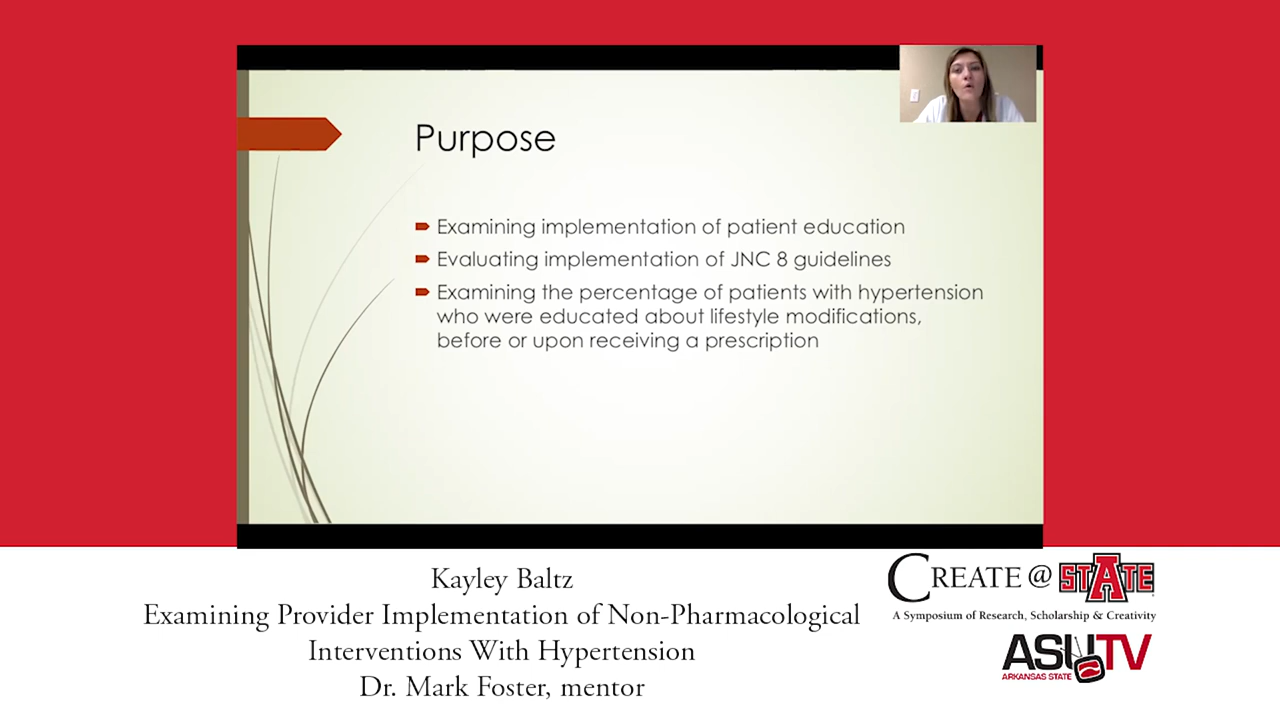 Purpose
Examining implementation of patient education
Evaluating implementation of JNC 8 guidelines
Examining the percentage of patients with hypertension
who were educated about lifestyle modifications,
before or upon receiving a prescription
Kayley Baltz
Examining Provider Implementation of Non-Pharmacological
Interventions With Hypertension
Dr. Mark Foster, mentor
CREATE @ STATE
A Symposium of Research, Scholarship & Creativity
ASUTV
ARKANSAS STATE